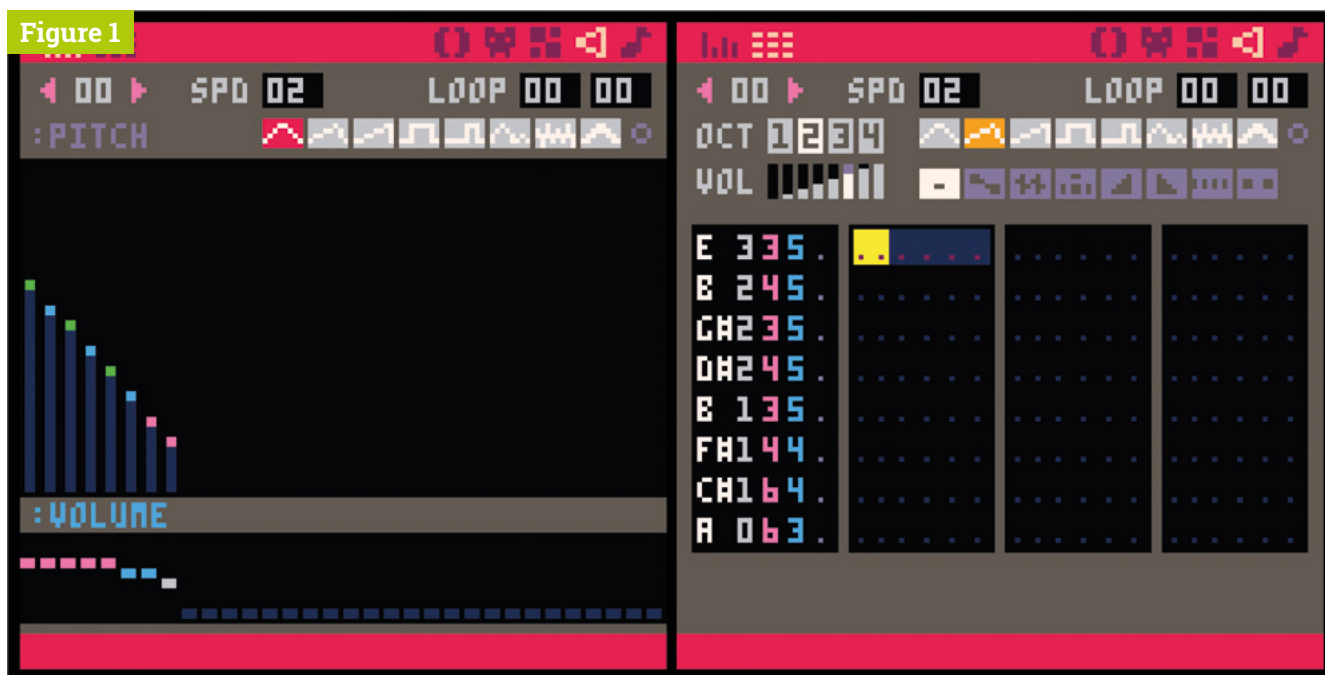 Figure 1
00 SPD 02 LOOP 00 00
:PITCH
:VOLUME
00 SPD 02 LOOP 00 00
OCT 1 2 3 4
VOL
E 335.
B 245.
G#235.
D#245.
B 135.
F#144.
C#164.
A 063.